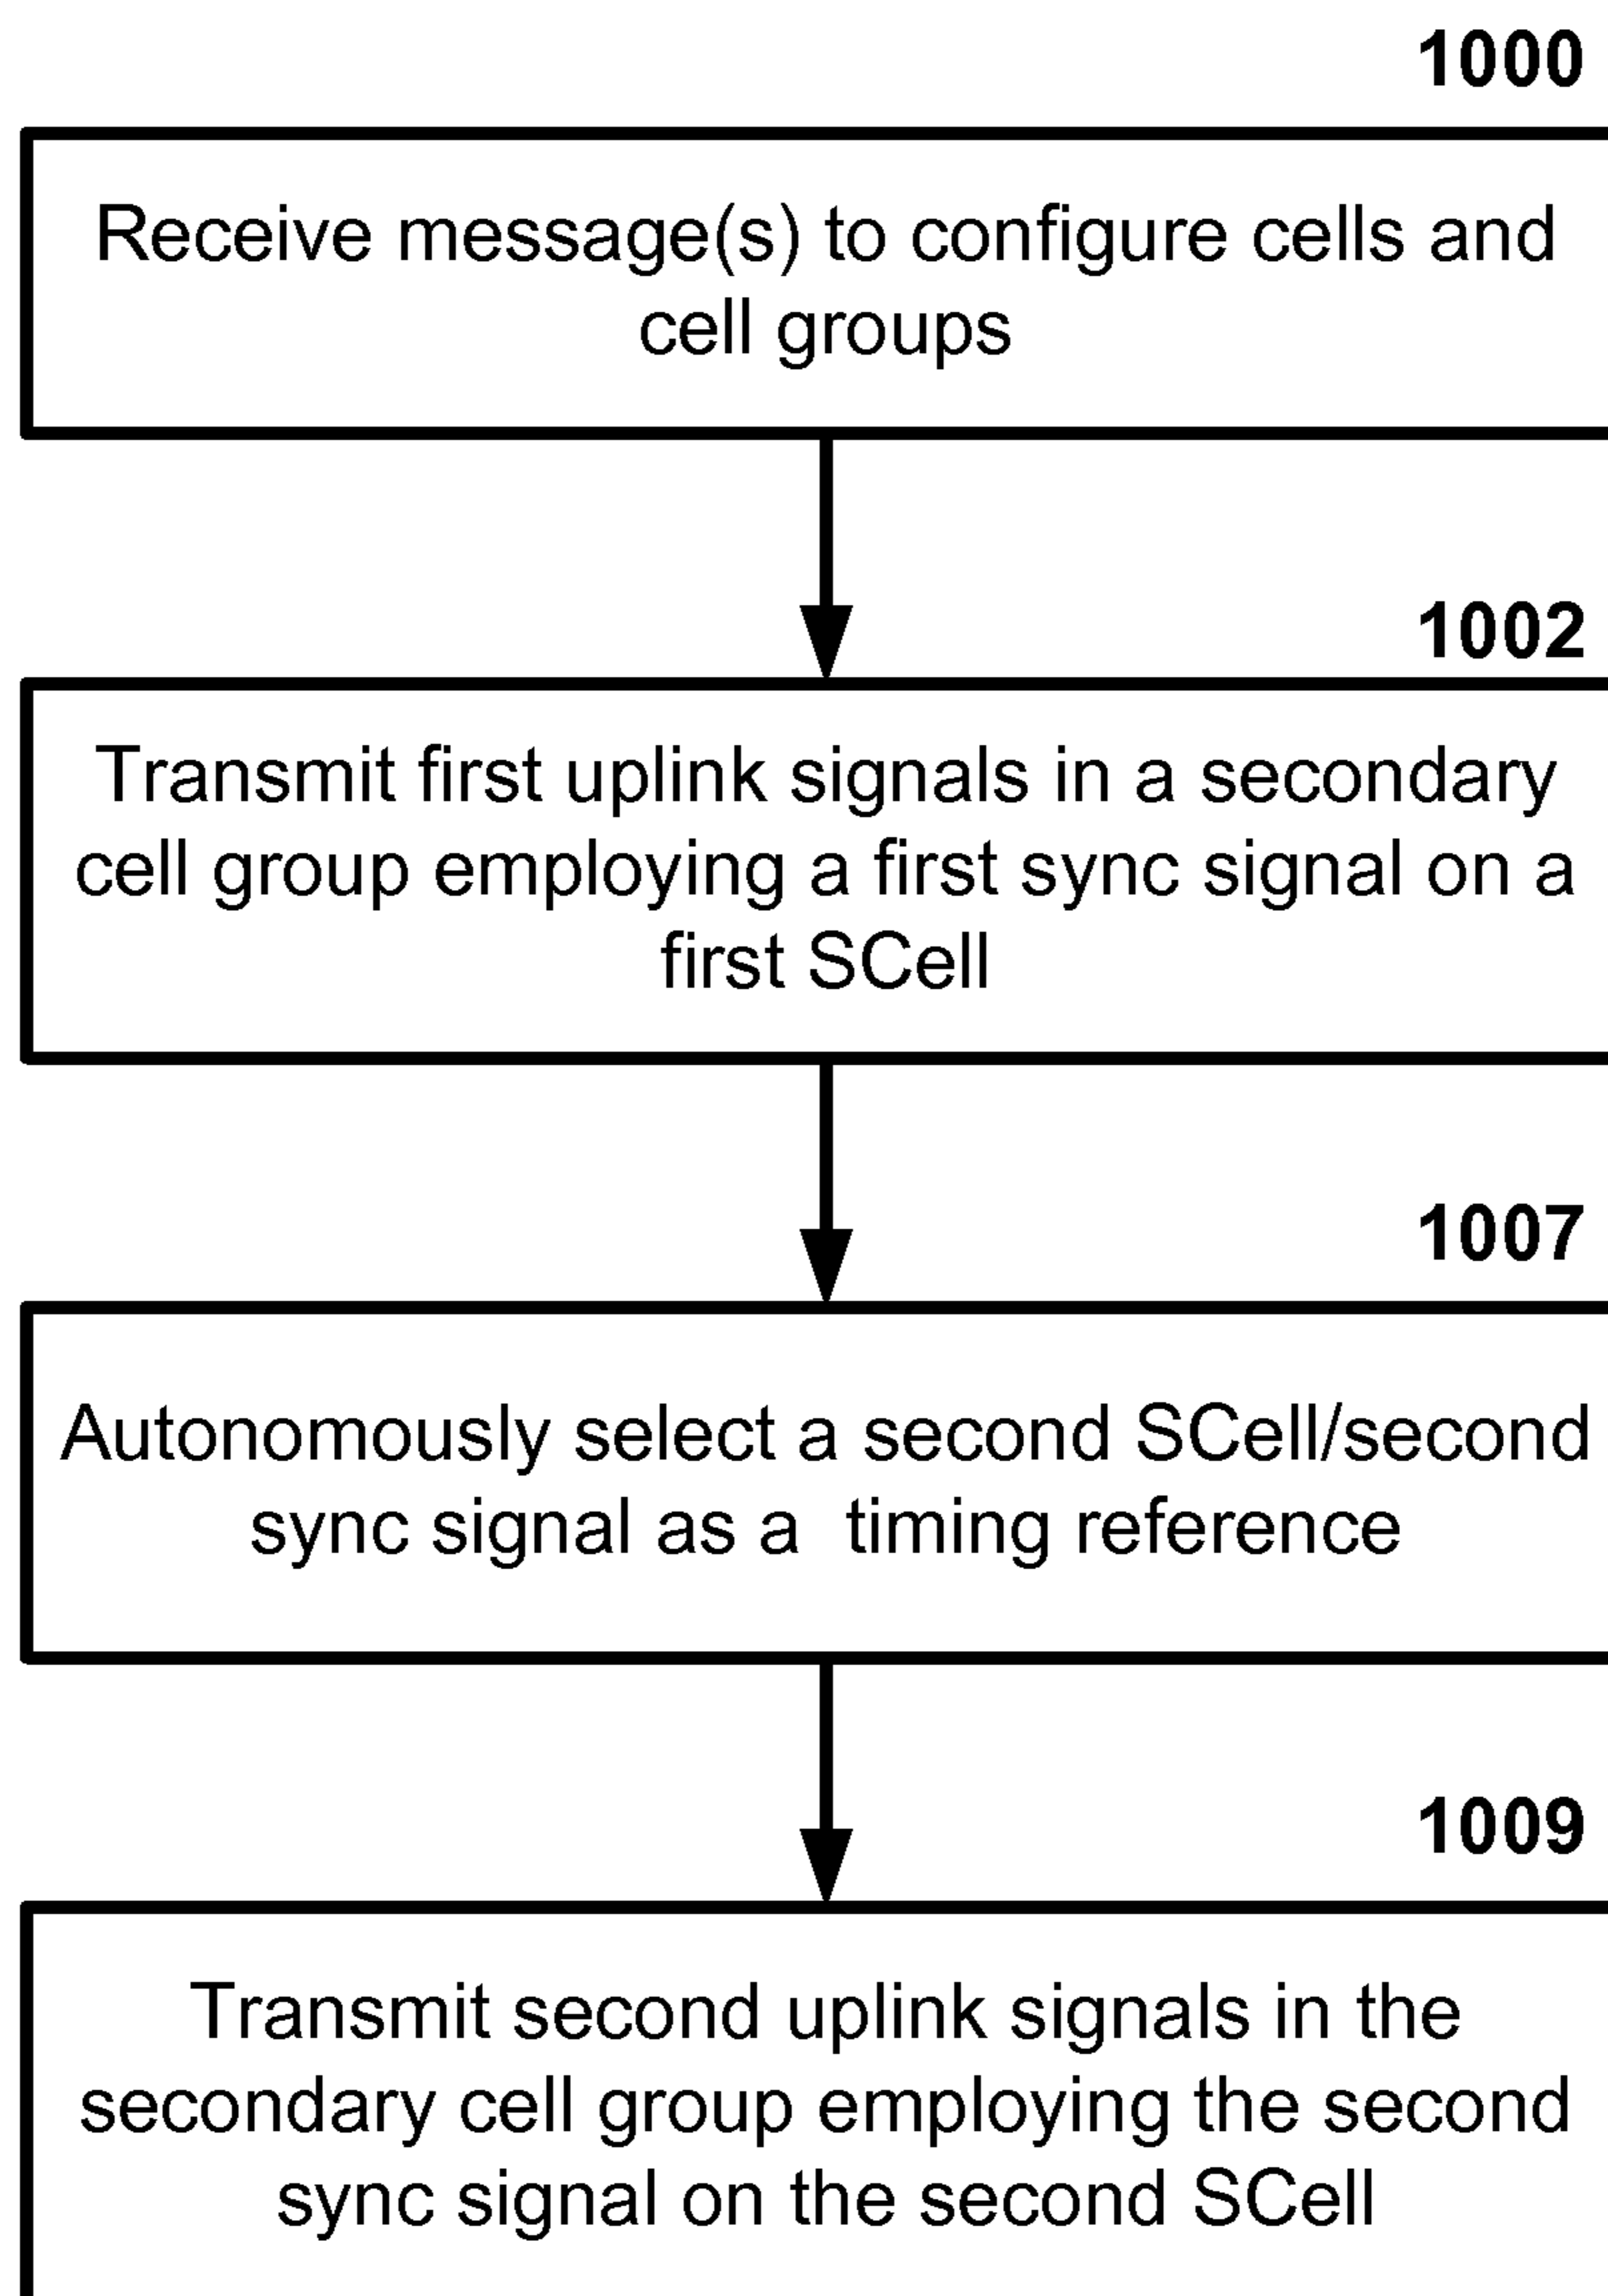 1000
Receive message(s) to configure cells and
cell groups
1002
Transmit first uplink signals in a secondary
cell group employing a first sync signal on a
first SCell
1007
Autonomously select a second SCell/second
sync signal as a  timing reference
1009
Transmit second uplink signals in the
secondary cell group employing the second
sync signal on the second SCell